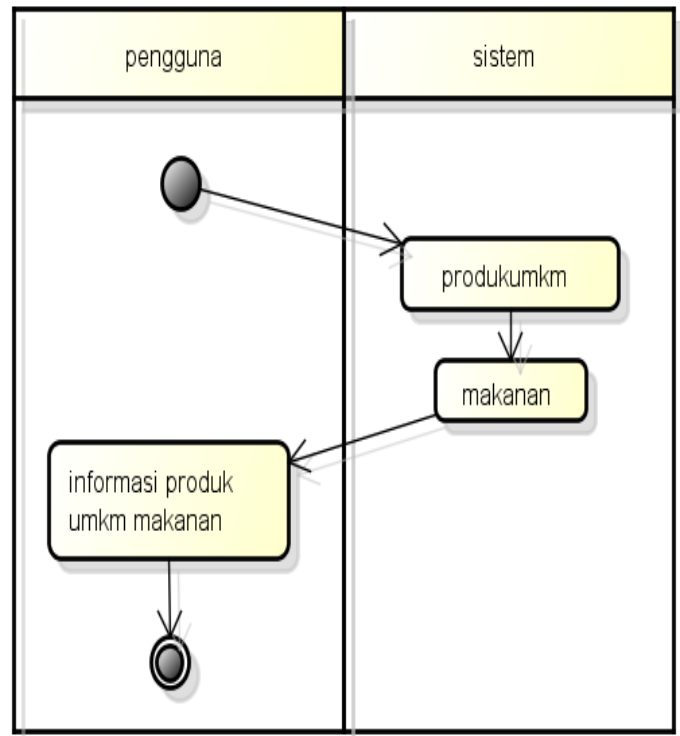 pengguna
sistem
produkumkm
makanan
informasi produk
umkm makanan